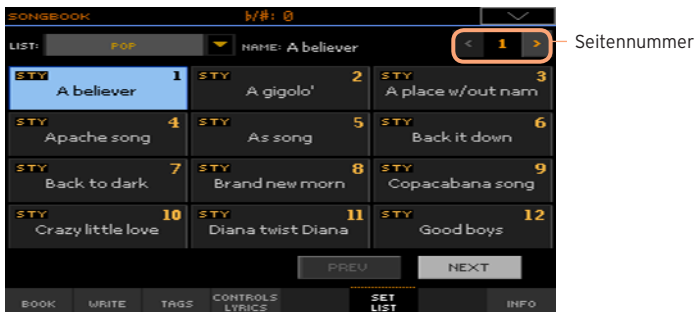 SONGBOOK b/#: 0
LIST: POP NAME: A believer < 1 > Seitennummer
STY 1 STY 2 STY 3
A believer A gigolo' A place w/out nam
STY 4 STY 5 STY 6
Apache song As song Back it down
STY 7 STY 8 STY 9
Back to dark Brand new morn Copacabana song
STY 10 STY 11 STY 12
Crazy little love Diana twist Diana Good boys
PREV NEXT
BOOK WRITE TAGS CONTROLS LYRICS SET LIST INFO